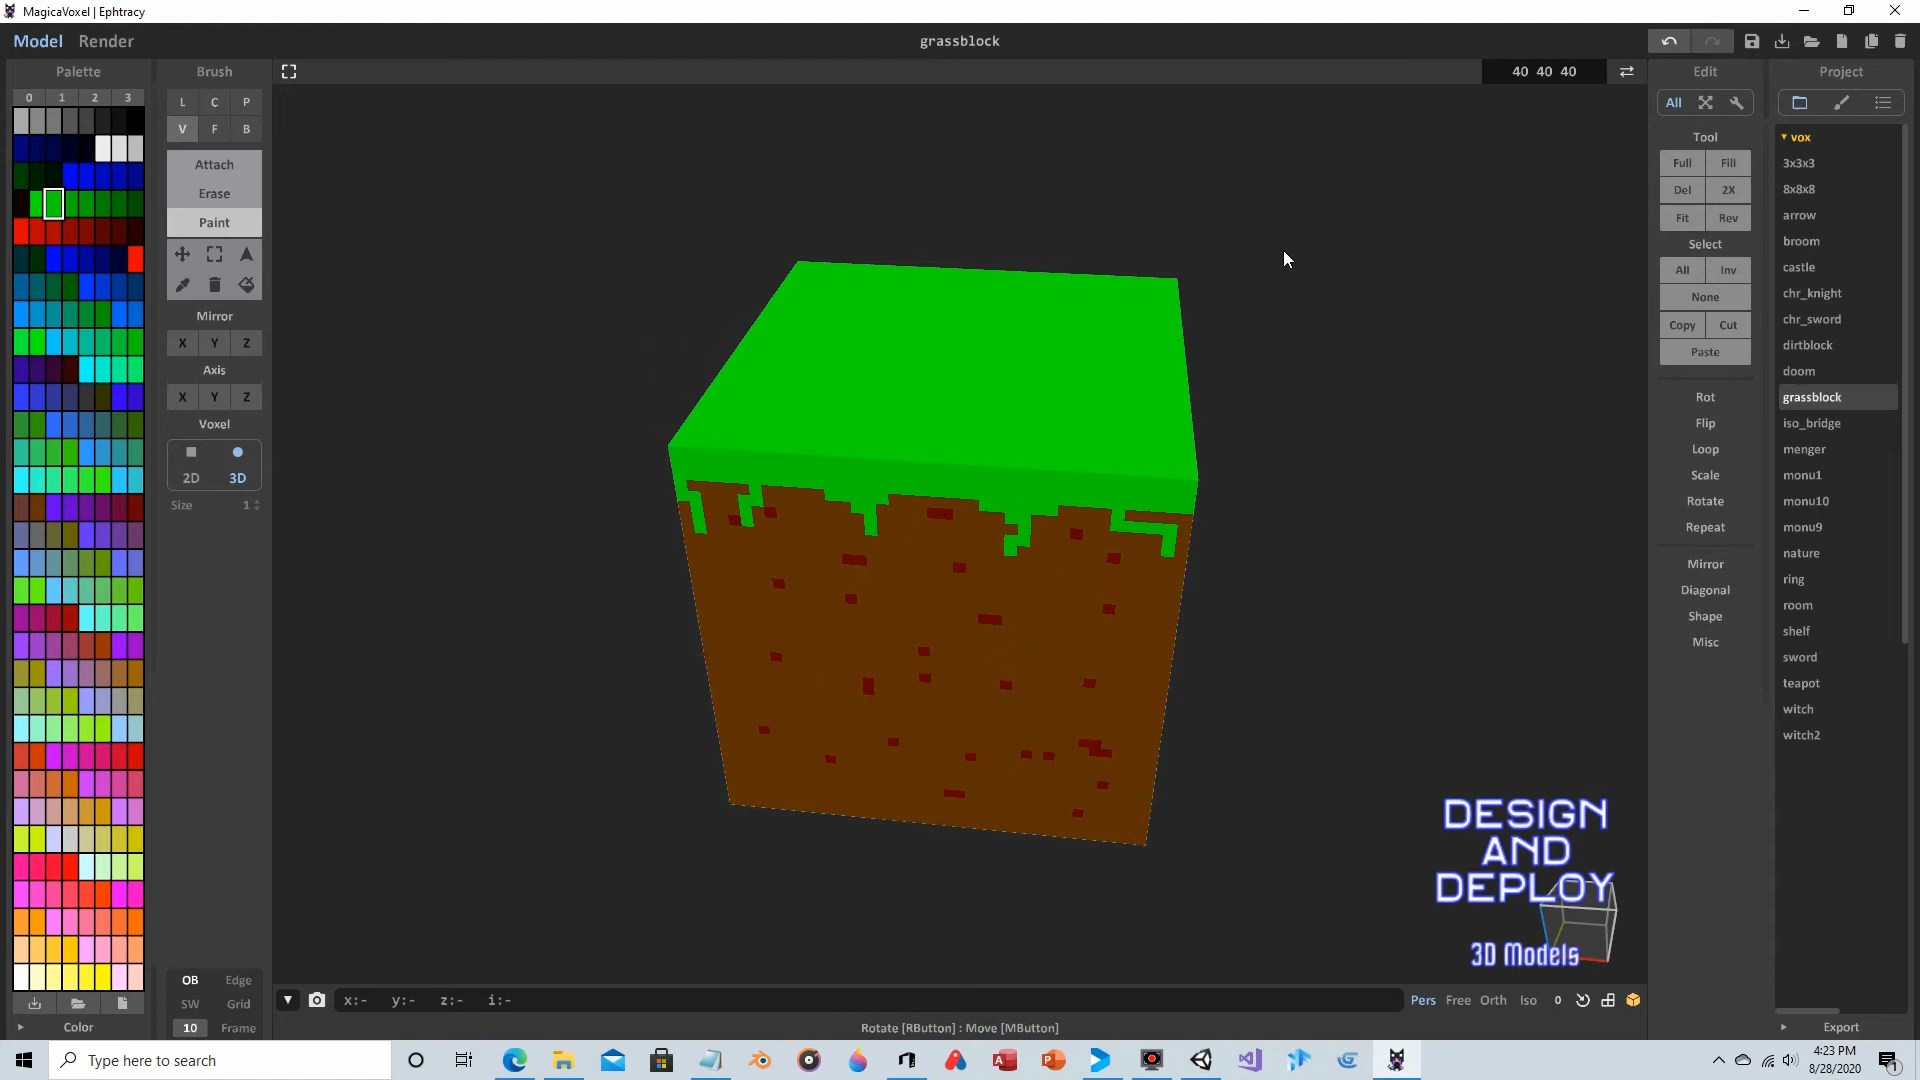 MagicaVoxel | Ephtracy
Model Render
grassblock
Palette
Brush
40 40 40
Edit
Project
0 1 2 3
L C P
V F B
All
Attach
Erase
Paint
Mirror
X Y Z
Axis
X Y Z
Voxel
2D 3D
Size 1
Tool
Full Fill
Del 2X
Fit Rev
Select
All Inv
None
Copy Cut
Paste
Rot
Flip
Loop
Scale
Rotate
Repeat
Mirror
Diagonal
Shape
Misc
vox
3x3x3
8x8x8
arrow
broom
castle
chr_knight
chr_sword
dirtblock
doom
grassblock
iso_bridge
menger
monu1
monu10
monu9
nature
ring
room
shelf
sword
teapot
witch
witch2
DESIGN
AND
DEPLOY
3D Models
OB Edge
SW Grid
10 Frame
Color
x:- y:- z:- i:-
Pers Free Orth Iso 0
Rotate [RButton] : Move [MButton]
Export
Type here to search
4:23 PM
8/28/2020
1